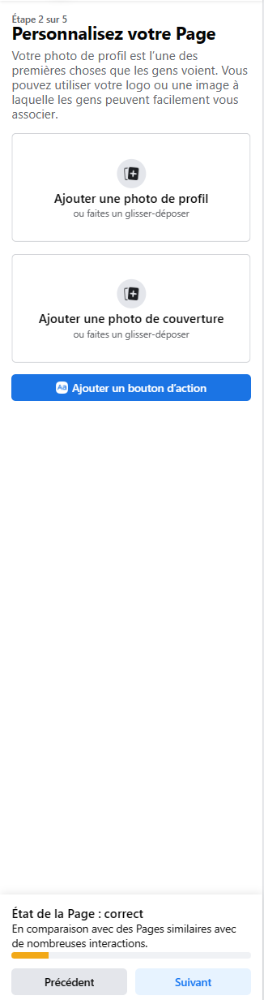 Étape 2 sur 5
Personnalisez votre Page
Votre photo de profil est l’une des
premières choses que les gens voient. Vous
pouvez utiliser votre logo ou une image à
laquelle les gens peuvent facilement vous
associer.
Ajouter une photo de profil
ou faites un glisser-déposer
Ajouter une photo de couverture
ou faites un glisser-déposer
Aa Ajouter un bouton d’action
État de la Page : correct
En comparaison avec des Pages similaires avec
de nombreuses interactions.
Précédent Suivant